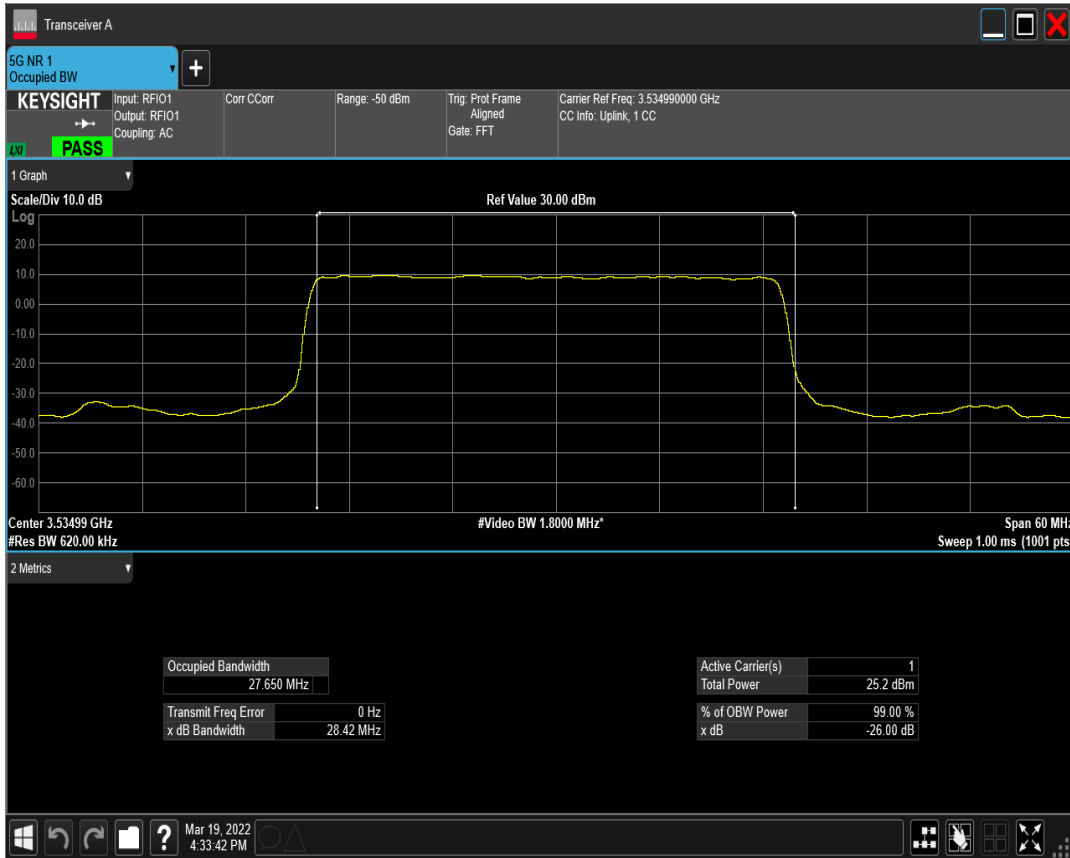 Transceiver A
5G NR 1
Occupied BW
+
KEYSIGHT
LXI
PASS
Input: RFIO1
Output: RFIO1
Coupling: AC
Corr CCorr
Range: -50 dBm
Trig: Prot Frame
Aligned
Gate: FFT
Carrier Ref Freq: 3.534990000 GHz
CC Info: Uplink, 1 CC
1 Graph
Scale/Div 10.0 dB
Ref Value 30.00 dBm
Log
20.0
10.0
0.00
-10.0
-20.0
-30.0
-40.0
-50.0
-60.0
Center 3.53499 GHz
#Video BW 1.8000 MHz*
Span 60 MHz
#Res BW 620.00 kHz
Sweep 1.00 ms (1001 pts
2 Metrics
Occupied Bandwidth
27.650 MHz
Transmit Freq Error 0 Hz
x dB Bandwidth 28.42 MHz
Active Carrier(s) 1
Total Power 25.2 dBm
% of OBW Power 99.00 %
x dB -26.00 dB
?
Mar 19, 2022
4:33:42 PM